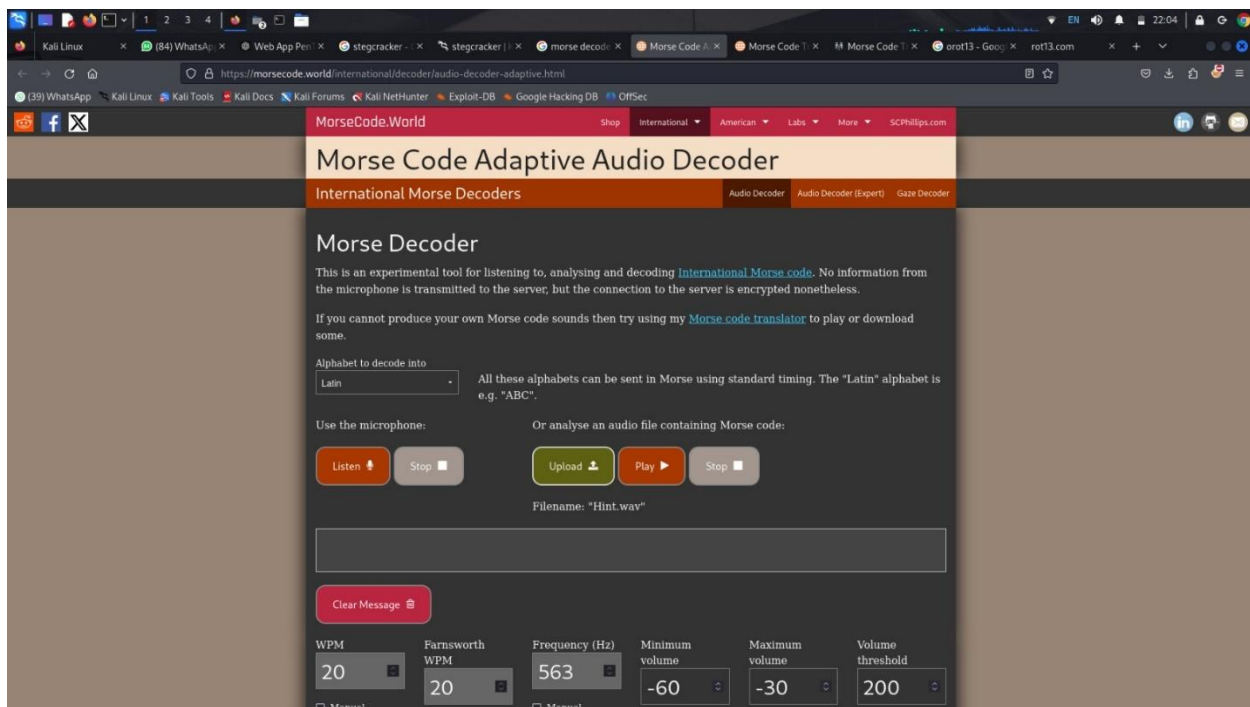 1 2 3 4
EN
22:04
Kali Linux
(84) WhatsAp
Web App Pen
stegcracker -
stegcracker |
morse decode
Morse Code A
Morse Code T
Morse Code T
orot13 - Goog
rot13.com
https://morsecode.world/international/decoder/audio-decoder-adaptive.html
(39) WhatsApp
Kali Linux
Kali Tools
Kali Docs
Kali Forums
Kali NetHunter
Exploit-DB
Google Hacking DB
OffSec
MorseCode.World
Shop
International
American
Labs
More
SCPhillips.com
Morse Code Adaptive Audio Decoder
International Morse Decoders
Audio Decoder
Audio Decoder (Expert)
Gaze Decoder
Morse Decoder
This is an experimental tool for listening to, analysing and decoding International Morse code. No information from
the microphone is transmitted to the server, but the connection to the server is encrypted nonetheless.
If you cannot produce your own Morse code sounds then try using my Morse code translator to play or download
some.
Alphabet to decode into
Latin
All these alphabets can be sent in Morse using standard timing. The "Latin" alphabet is
e.g. "ABC".
Use the microphone:
Or analyse an audio file containing Morse code:
Listen
Stop
Upload
Play
Stop
Filename: "Hint.wav"
Clear Message
WPM
Farnsworth
WPM
Frequency (Hz)
Minimum
volume
Maximum
volume
Volume
threshold
20
20
563
-60
-30
200
Manual
Manual